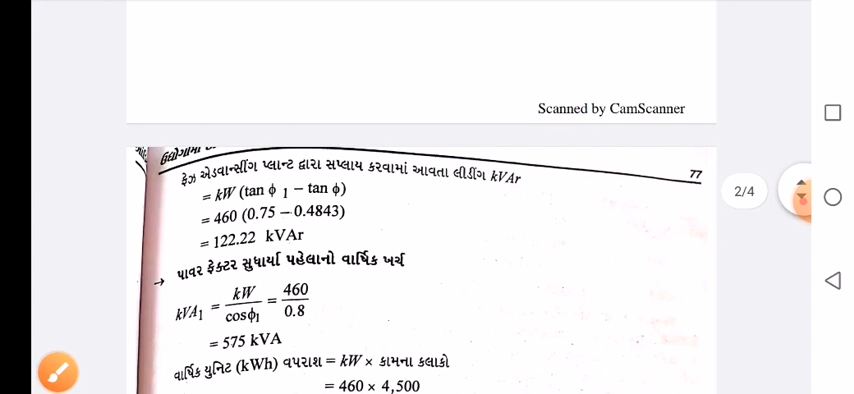 Scanned by CamScanner
77
ફેઝ એડવાન્સીંગ પ્લાન્ટ દ્વારા સપ્લાય કરવામાં આવતા લીડીંગ kVAr
= kW (tan ϕ 1 – tan ϕ)
= 460 (0.75 – 0.4843)
= 122.22 kVAr
→ પાવર ફેક્ટર સુધાર્યા પહેલાનો વાર્ષિક ખર્ચ
kVA1 = kW/cosϕ1 = 460/0.8
= 575 kVA
વાર્ષિક યુનિટ (kWh) વપરાશ = kW × કામના કલાકો
= 460 × 4,500
2/4